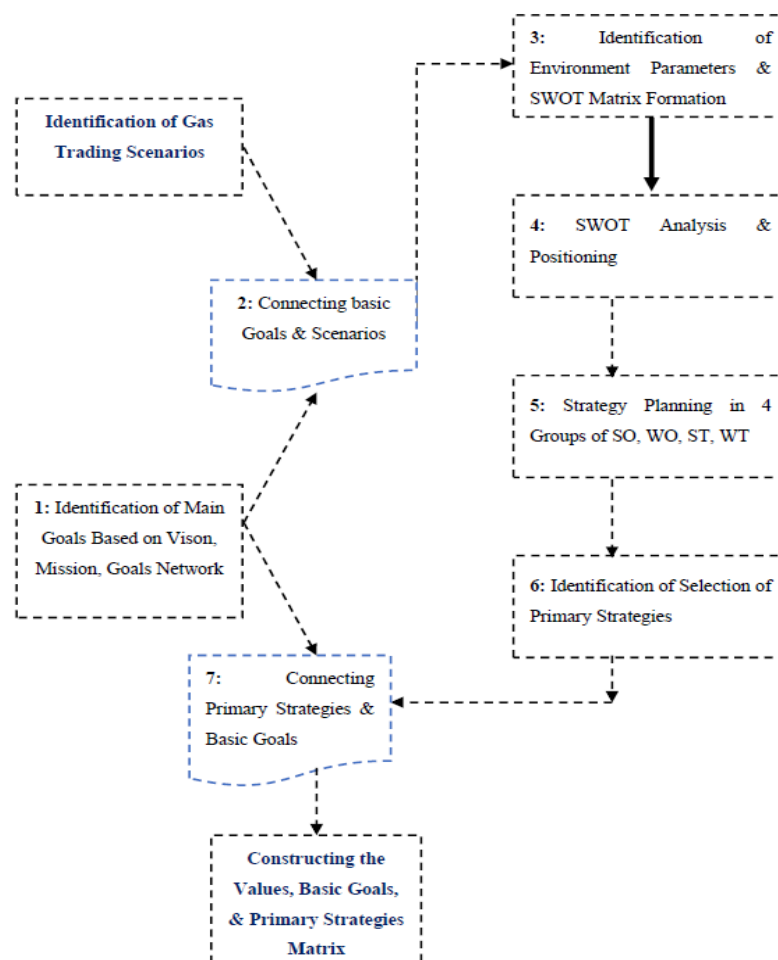 3: Identification of
Environment Parameters &
SWOT Matrix Formation
Identification of Gas
Trading Scenarios
4: SWOT Analysis &
Positioning
2: Connecting basic
Goals & Scenarios
5: Strategy Planning in 4
Groups of SO, WO, ST, WT
1: Identification of Main
Goals Based on Vison,
Mission, Goals Network
6: Identification of Selection of
Primary Strategies
7: Connecting
Primary Strategies &
Basic Goals
Constructing the
Values, Basic Goals,
& Primary Strategies
Matrix